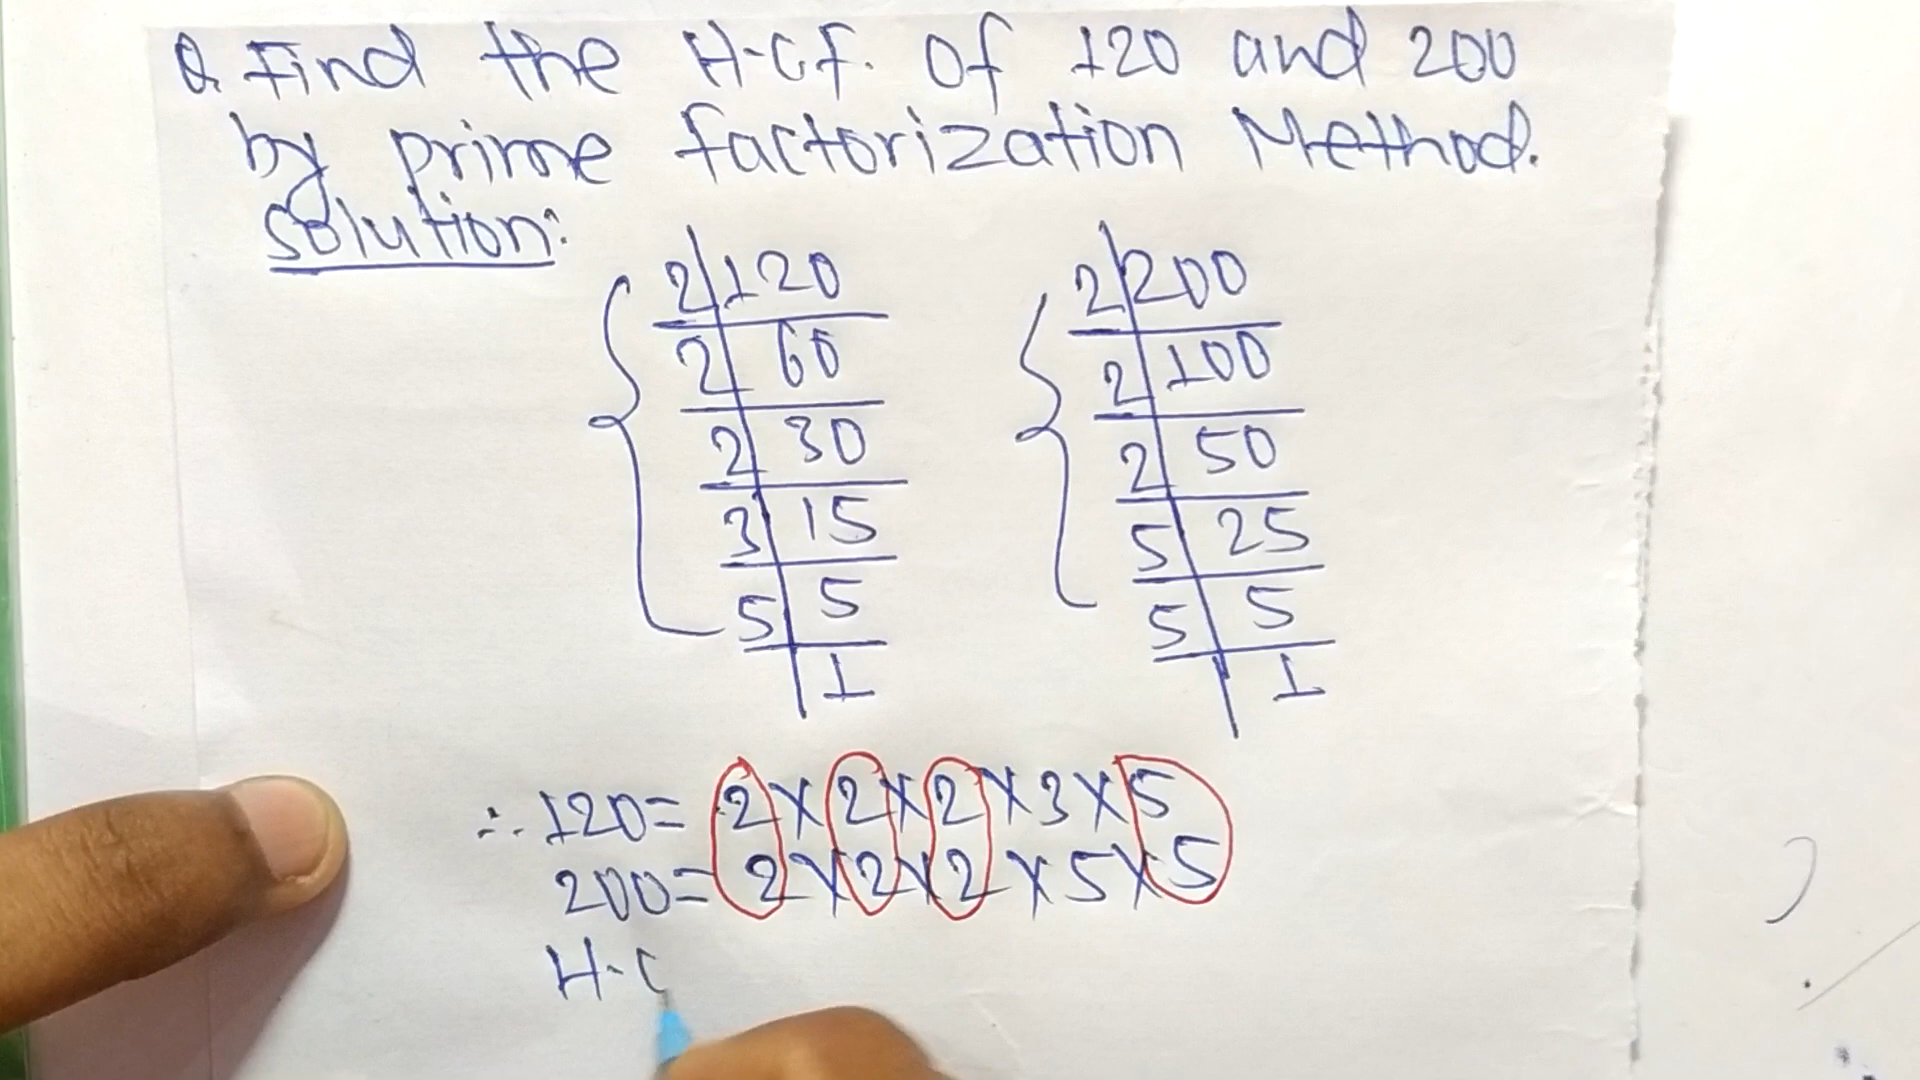 Q. Find the H.C.F. Of 120 and 200
by prime factorization Method.
Solution:
2 120
2 60
2 30
3 15
5 5
1
2 200
2 100
2 50
5 25
5 5
1
∴ 120= 2×2×2×3×5
200= 2×2×2×5×5
H.C